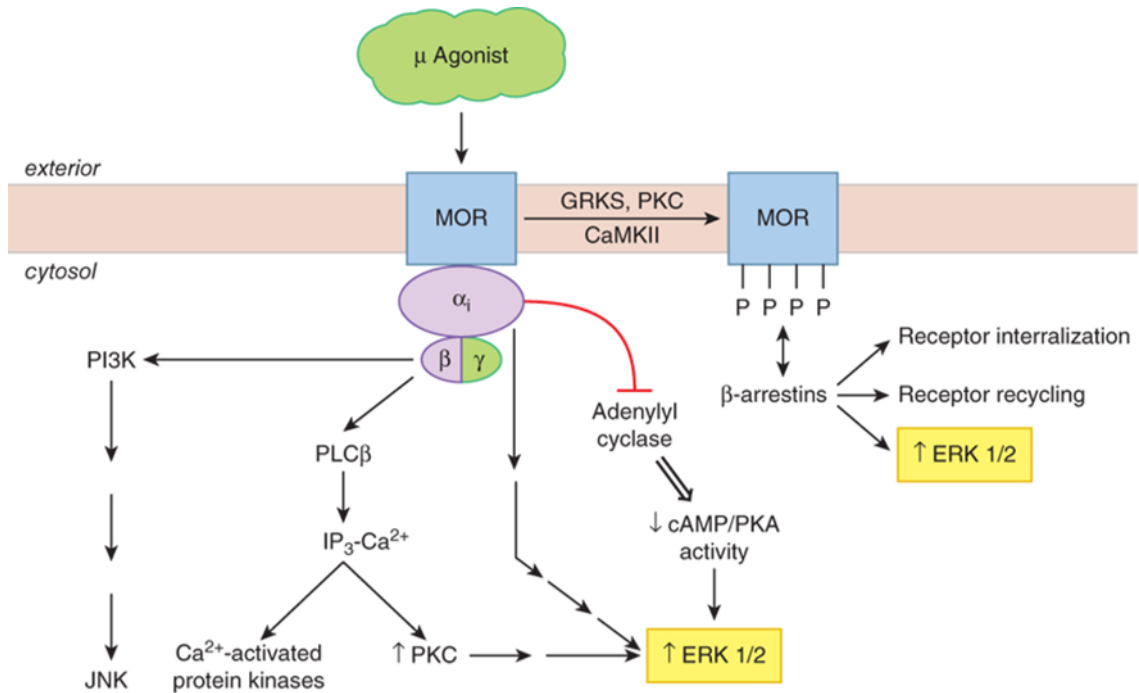 μ Agonist
exterior
MOR
GRKS, PKC
CaMKII
MOR
cytosol
αi
P P P P
β γ
PI3K
Receptor interralization
β-arrestins
Receptor recycling
↑ ERK 1/2
Adenylyl
cyclase
PLCβ
↓ cAMP/PKA
activity
IP3-Ca2+
Ca2+-activated
protein kinases
↑ PKC
↑ ERK 1/2
JNK